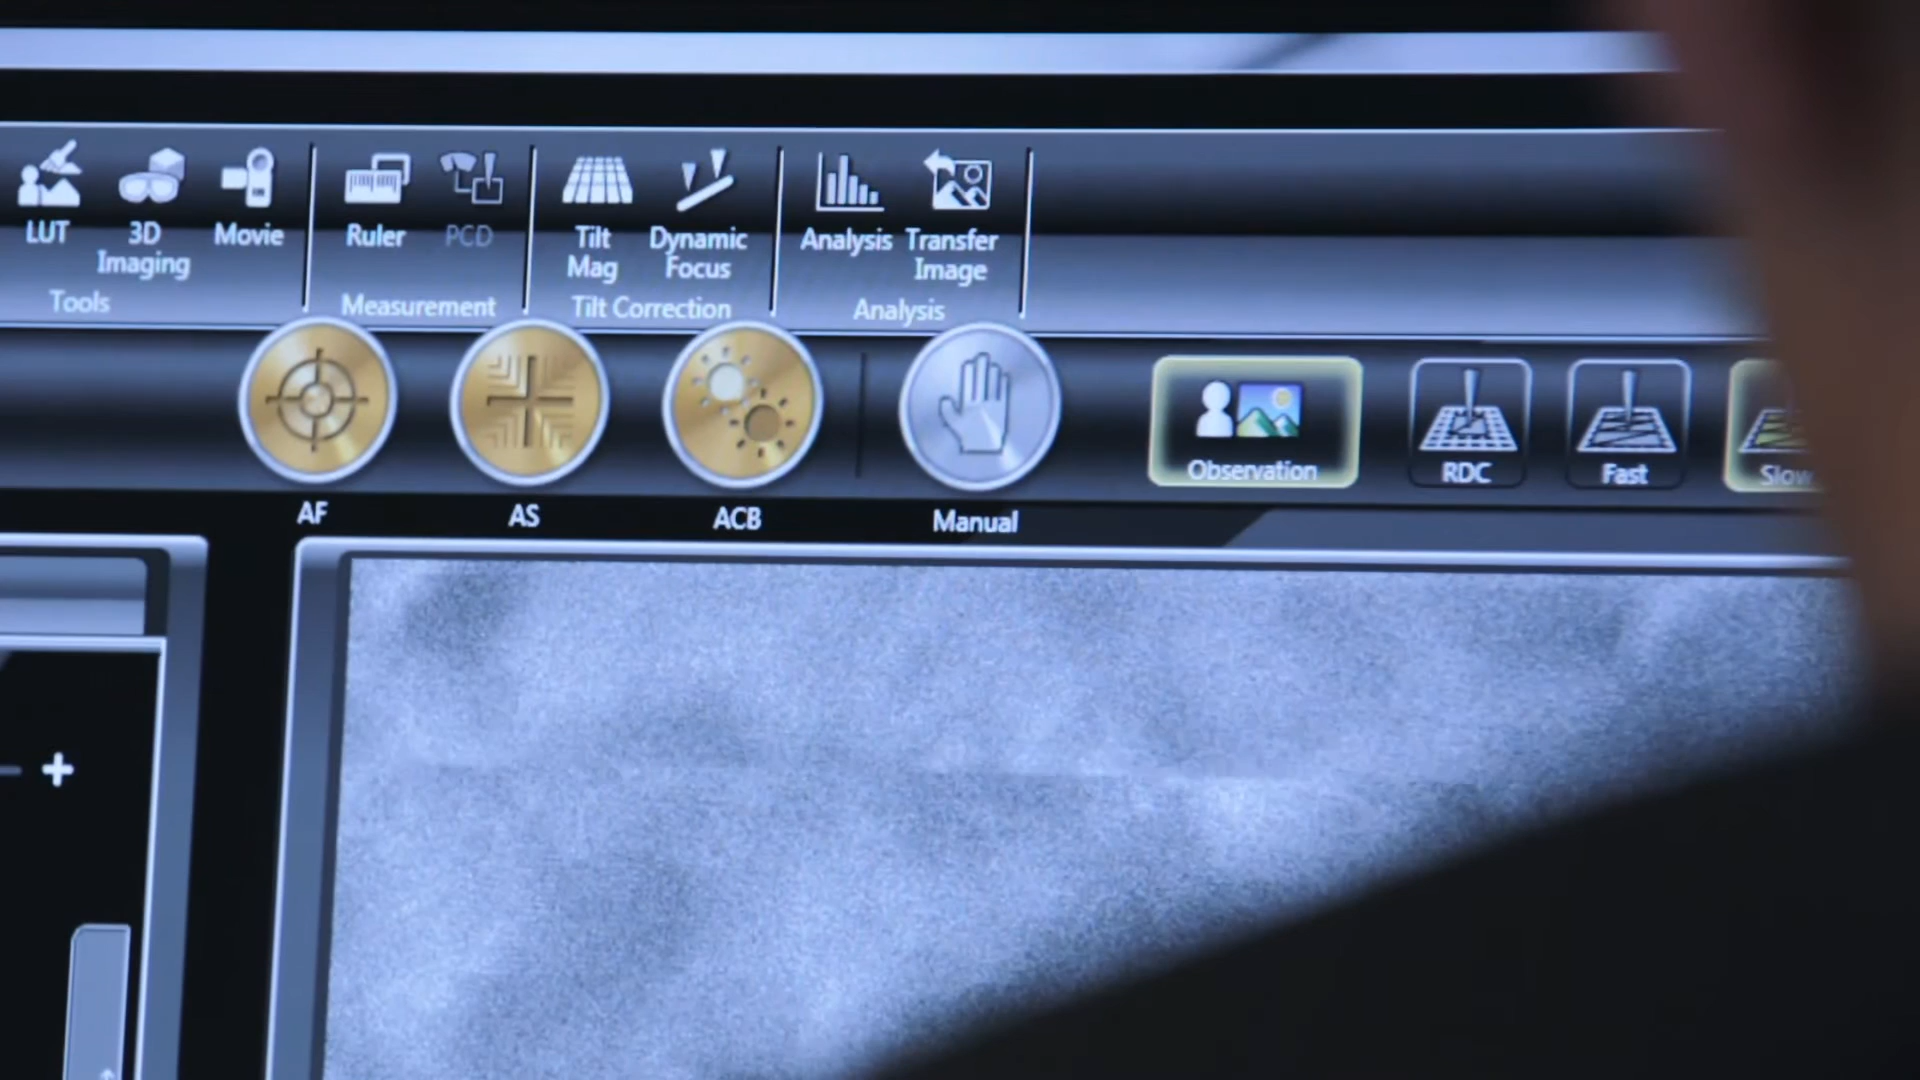 LUT 3D Imaging Movie Ruler PCD Tilt Mag Dynamic Focus Analysis Transfer Image
Tools Measurement Tilt Correction Analysis
Observation RDC Fast Slow
AF AS ACB Manual